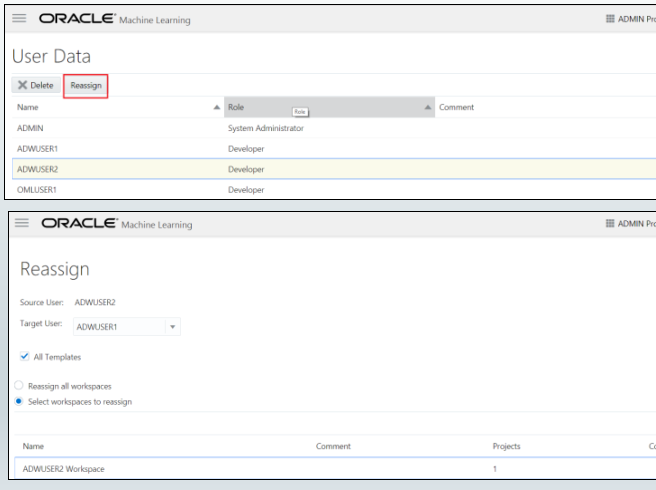 ORACLE Machine Learning ADMIN Pro
User Data
Delete Reassign
Name Role Comment
Role
ADMIN System Administrator
ADWUSER1 Developer
ADWUSER2 Developer
OMLUSER1 Developer
ORACLE Machine Learning ADMIN Pro
Reassign
Source User: ADWUSER2
Target User: ADWUSER1
All Templates
Reassign all workspaces
Select workspaces to reassign
Name Comment Projects Co
ADWUSER2 Workspace 1